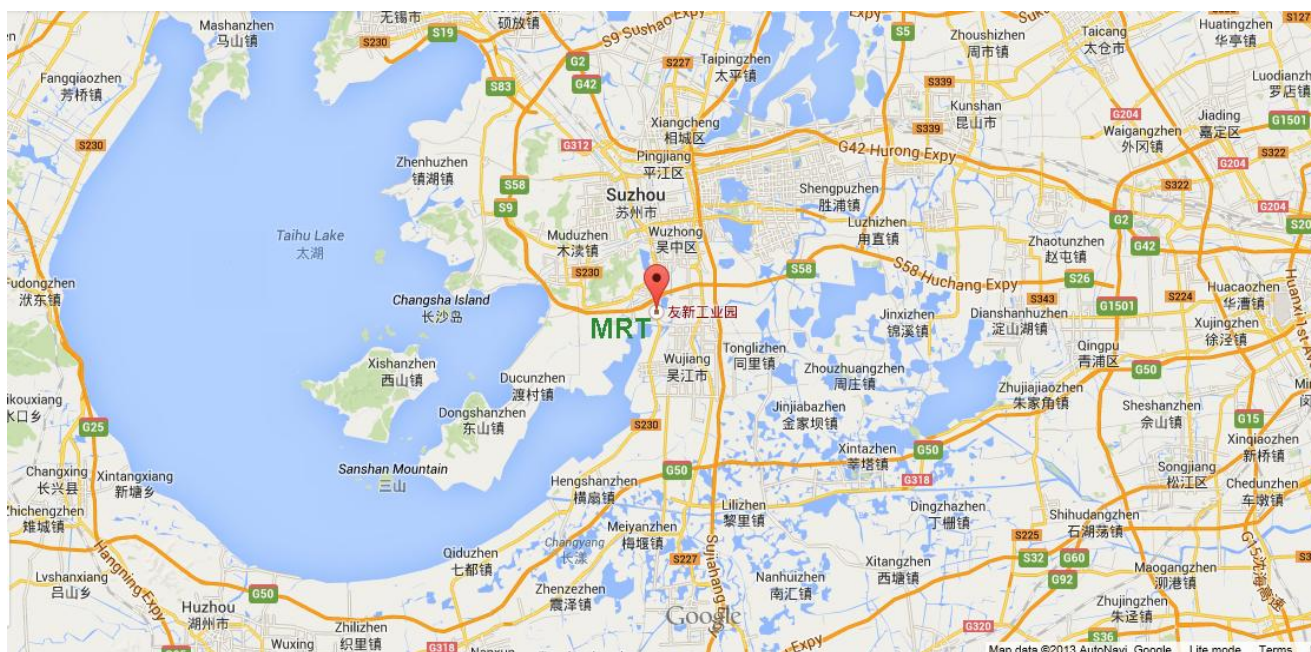 Mashanzhen
马山镇
无锡市
硕放镇
S19
S230
S9 Sushao Expy
G2
G42
S83
S227
Taipingzhen
太平镇
Expy
S5
Zhoushizhen
周市镇
S339
Taicang
太仓市
Huatingzhen
华亭镇
S127
Fangqiaozhen
芳桥镇
S230
Luodianzhen
罗店镇
G1501
Kunshan
昆山市
S339
G204
Waigangzhen
外冈镇
Jiading
嘉定区
S322
G204
Xiangcheng
相城区
G312
Pingjiang
平江区
G42 Hurong Expy
Zhenhuzhen
镇湖镇
S58
S9
Suzhou
苏州市
Shengpuzhen
胜浦镇
S322
G204
G2
G42
Taihu Lake
太湖
Muduzhen
木渎镇
Wuzhong
吴中区
Luzhizhen
甪直镇
Zhaotunzhen
赵屯镇
S230
S58
S58 Huchang Expy
S26
S343
G1501
S224
Huacaozhen
华漕镇
Changsha Island
长沙岛
MRT
友新工业园
Jinxizhen
锦溪镇
Dianshanhuzhen
淀山湖镇
Xujingzhen
徐泾镇
洑东镇
Qingpu
青浦区
G50
Xishanzhen
西山镇
Wujiang
吴江市
Tonglizhen
同里镇
Zhouzhuangzhen
周庄镇
Ducunzhen
渡村镇
Zhujiajiaozhen
朱家角镇
Sheshanzhen
佘山镇
G15
Dongshanzhen
东山镇
Jinjiabazhen
金家坝镇
G25
S230
Xinqiaozhen
新桥镇
Changxing
长兴县
Xintangxiang
新塘乡
Sanshan Mountain
三山
G50
Xintazhen
莘塔镇
G50
G318
Songjiang
松江区
Chedunzhen
车墩镇
Hengshanzhen
横扇镇
Zhichengzhen
雉城镇
Lilizhen
黎里镇
Dingzhazhen
丁栅镇
Shihudangzhen
石湖荡镇
Meiyanzhen
梅堰镇
S225
Changyang
长漾
Hangning Expy
Qiduzhen
七都镇
S227
S32
G60
G92
G15沈海高速
Lvshanxiang
吕山乡
G50
Xitangzhen
西塘镇
Maogangzhen
泖港镇
Zhenzezhen
震泽镇
Nanhuizhen
南汇镇
Huzhou
湖州市
Zhujingzhen
朱泾镇
Google
Zhilizhen
织里镇
G320
Wuxing
G318
Expy
S36
Map data ©2013 AutoNavi, Google
Lite mode
Terms